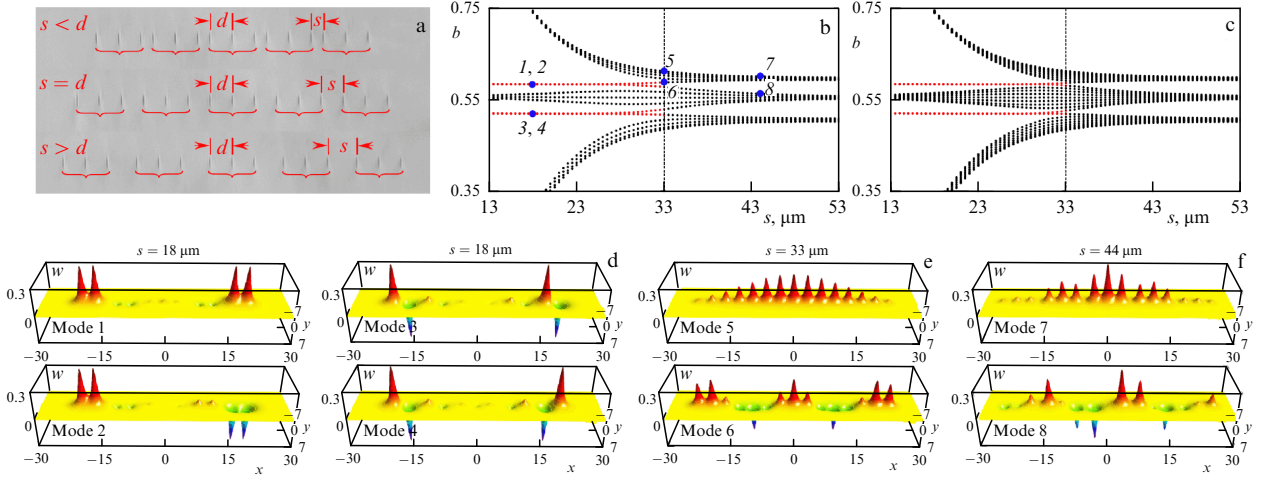 s < d
d
s
a
s = d
d
s
s > d
d
s
0.75
b
0.55
0.35
b
1, 2
3, 4
5
6
7
8
13 23 33 43 53
s, μm
0.75
b
0.55
0.35
c
13 23 33 43 53
s, μm
s = 18 μm
w
0.3
0
Mode 1
−7
0 y
7
−30 −15 0 15 30
w
0.3
0
Mode 2
−7
0 y
7
−30 −15 0 15 30
x
s = 18 μm
d
w
0.3
0
Mode 3
−7
0 y
7
−30 −15 0 15 30
w
0.3
0
Mode 4
−7
0 y
7
−30 −15 0 15 30
x
s = 33 μm
e
w
0.3
0
Mode 5
−7
0 y
7
−30 −15 0 15 30
w
0.3
0
Mode 6
−7
0 y
7
−30 −15 0 15 30
x
s = 44 μm
f
w
0.3
0
Mode 7
−7
0 y
7
−30 −15 0 15 30
w
0.3
0
Mode 8
−7
0 y
7
−30 −15 0 15 30
x